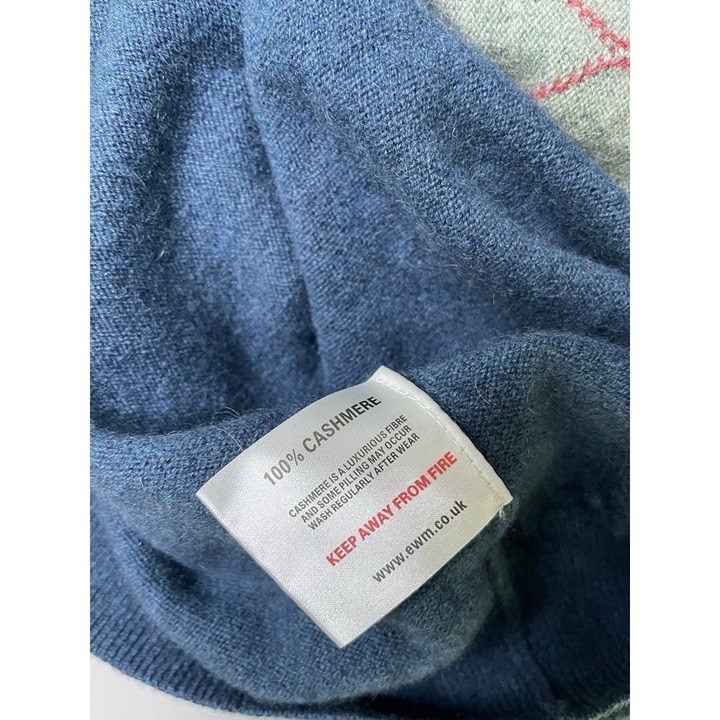 100% CASHMERE
CASHMERE IS A LUXURIOUS FIBRE
AND SOME PILLING MAY OCCUR
WASH REGULARLY AFTER WEAR
KEEP AWAY FROM FIRE
www.ewm.co.uk